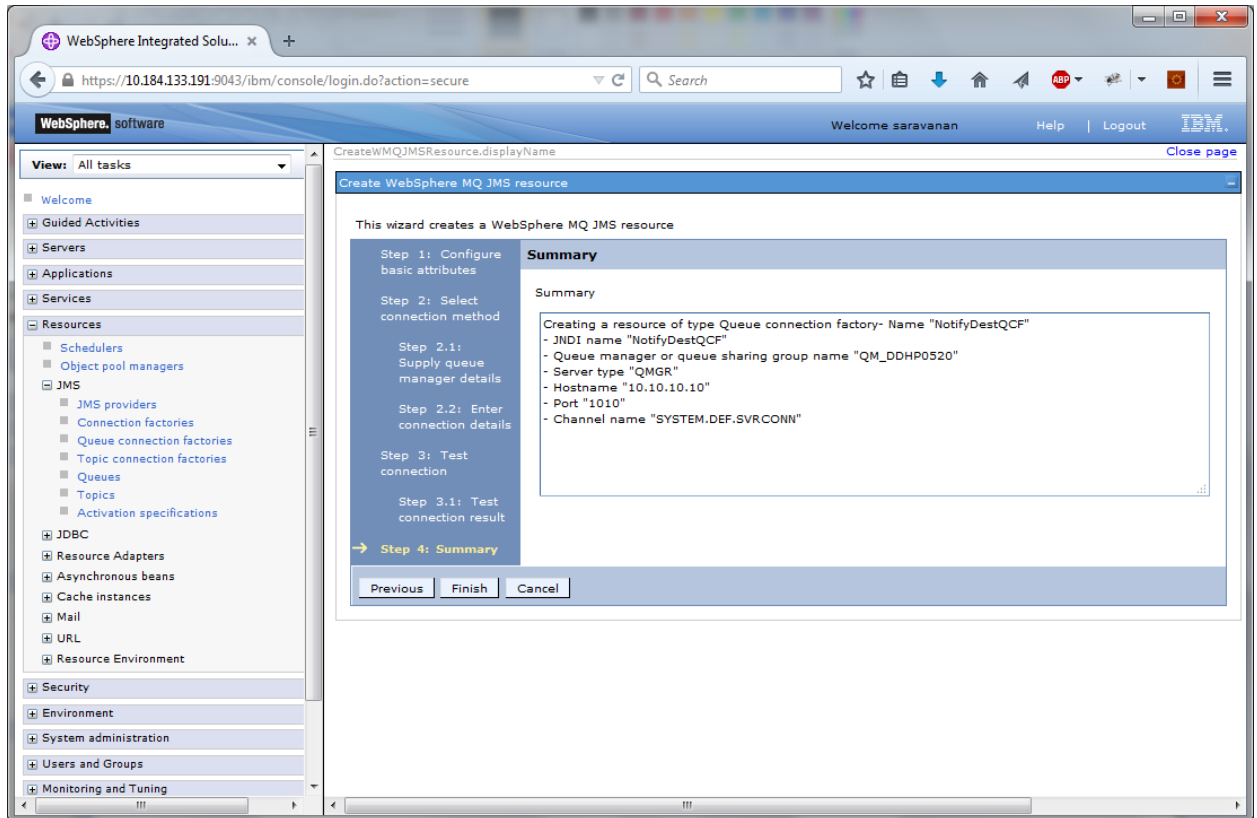 WebSphere Integrated Solu... × +
https://10.184.133.191:9043/ibm/console/login.do?action=secure
Search
ABP
WebSphere. software
Welcome saravanan
Help | Logout
IBM.
View: All tasks
Welcome
Guided Activities
Servers
Applications
Services
Resources
Schedulers
Object pool managers
JMS
JMS providers
Connection factories
Queue connection factories
Topic connection factories
Queues
Topics
Activation specifications
JDBC
Resource Adapters
Asynchronous beans
Cache instances
Mail
URL
Resource Environment
Security
Environment
System administration
Users and Groups
Monitoring and Tuning
CreateWMQJMSResource.displayName
Close page
Create WebSphere MQ JMS resource
This wizard creates a WebSphere MQ JMS resource
Step 1: Configure
basic attributes
Step 2: Select
connection method
Step 2.1:
Supply queue
manager details
Step 2.2: Enter
connection details
Step 3: Test
connection
Step 3.1: Test
connection result
Step 4: Summary
Summary
Summary
Creating a resource of type Queue connection factory- Name "NotifyDestQCF"
- JNDI name "NotifyDestQCF"
- Queue manager or queue sharing group name "QM_DDHP0520"
- Server type "QMGR"
- Hostname "10.10.10.10"
- Port "1010"
- Channel name "SYSTEM.DEF.SVRCONN"
Previous Finish Cancel